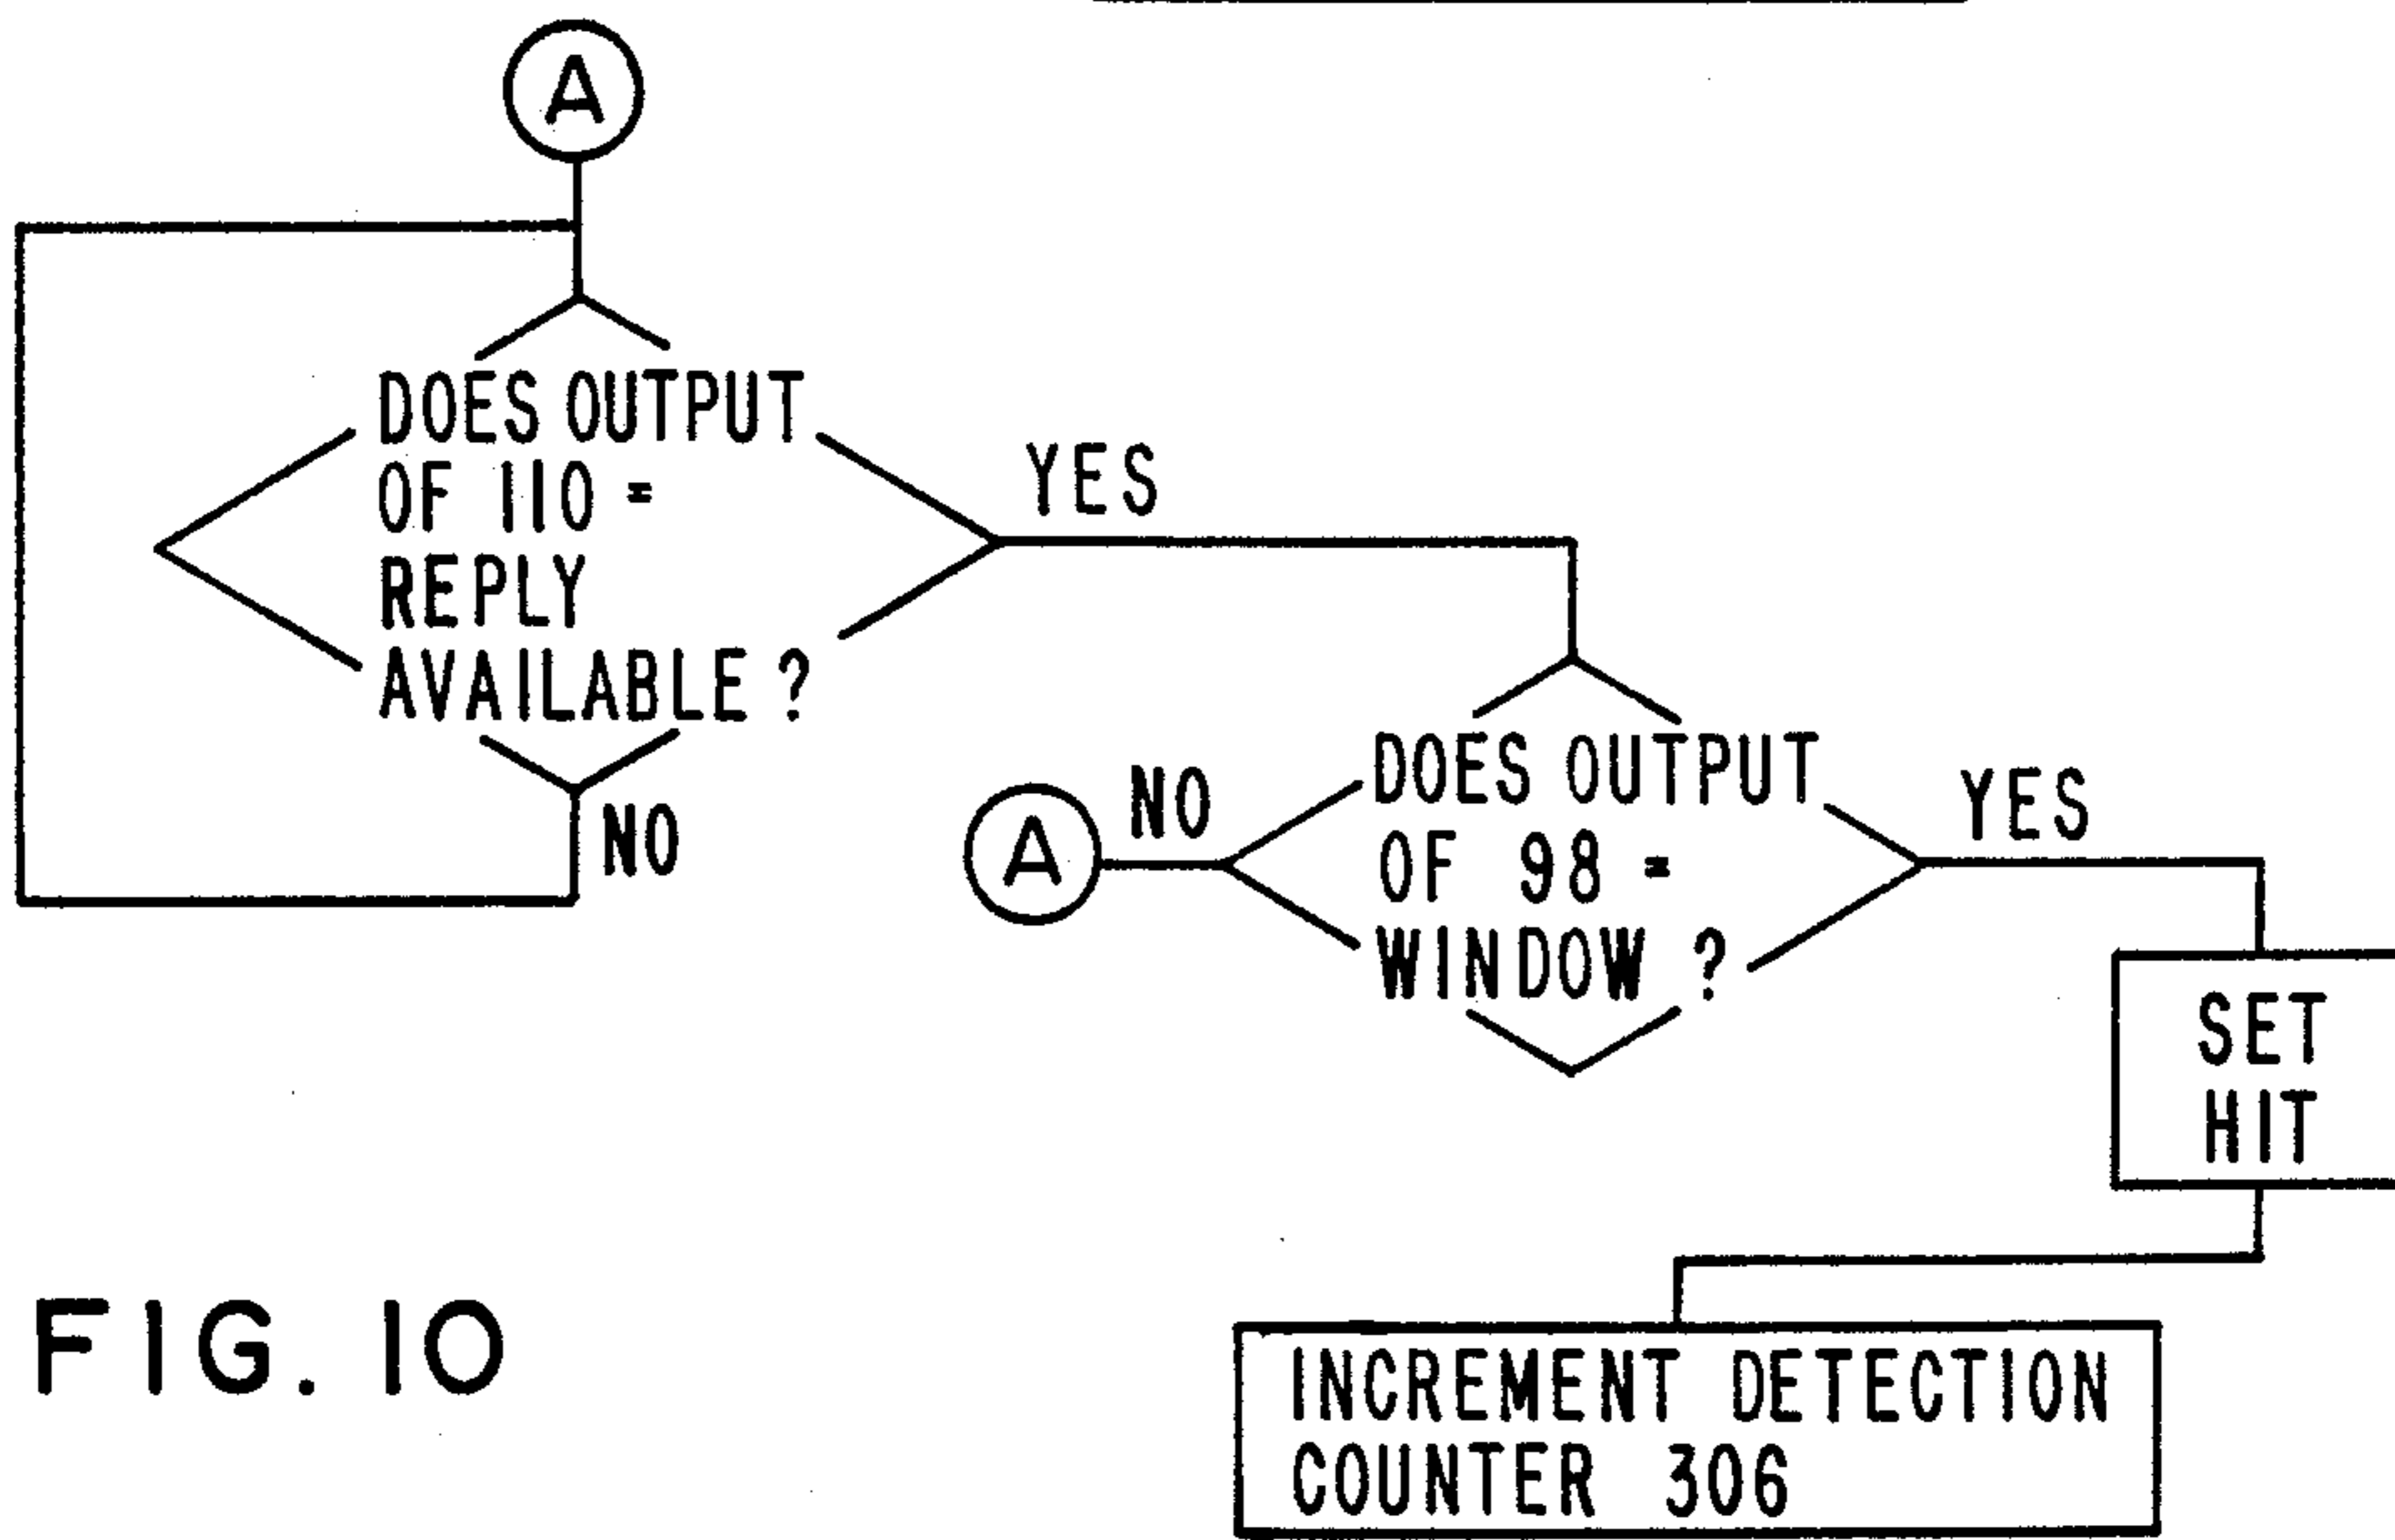 A
DOES OUTPUT
OF 110 =
REPLY
AVAILABLE ?
YES
NO
A
NO
DOES OUTPUT
OF 98 =
WINDOW ?
YES
SET
HIT
INCREMENT DETECTION
COUNTER 306
FIG. 10